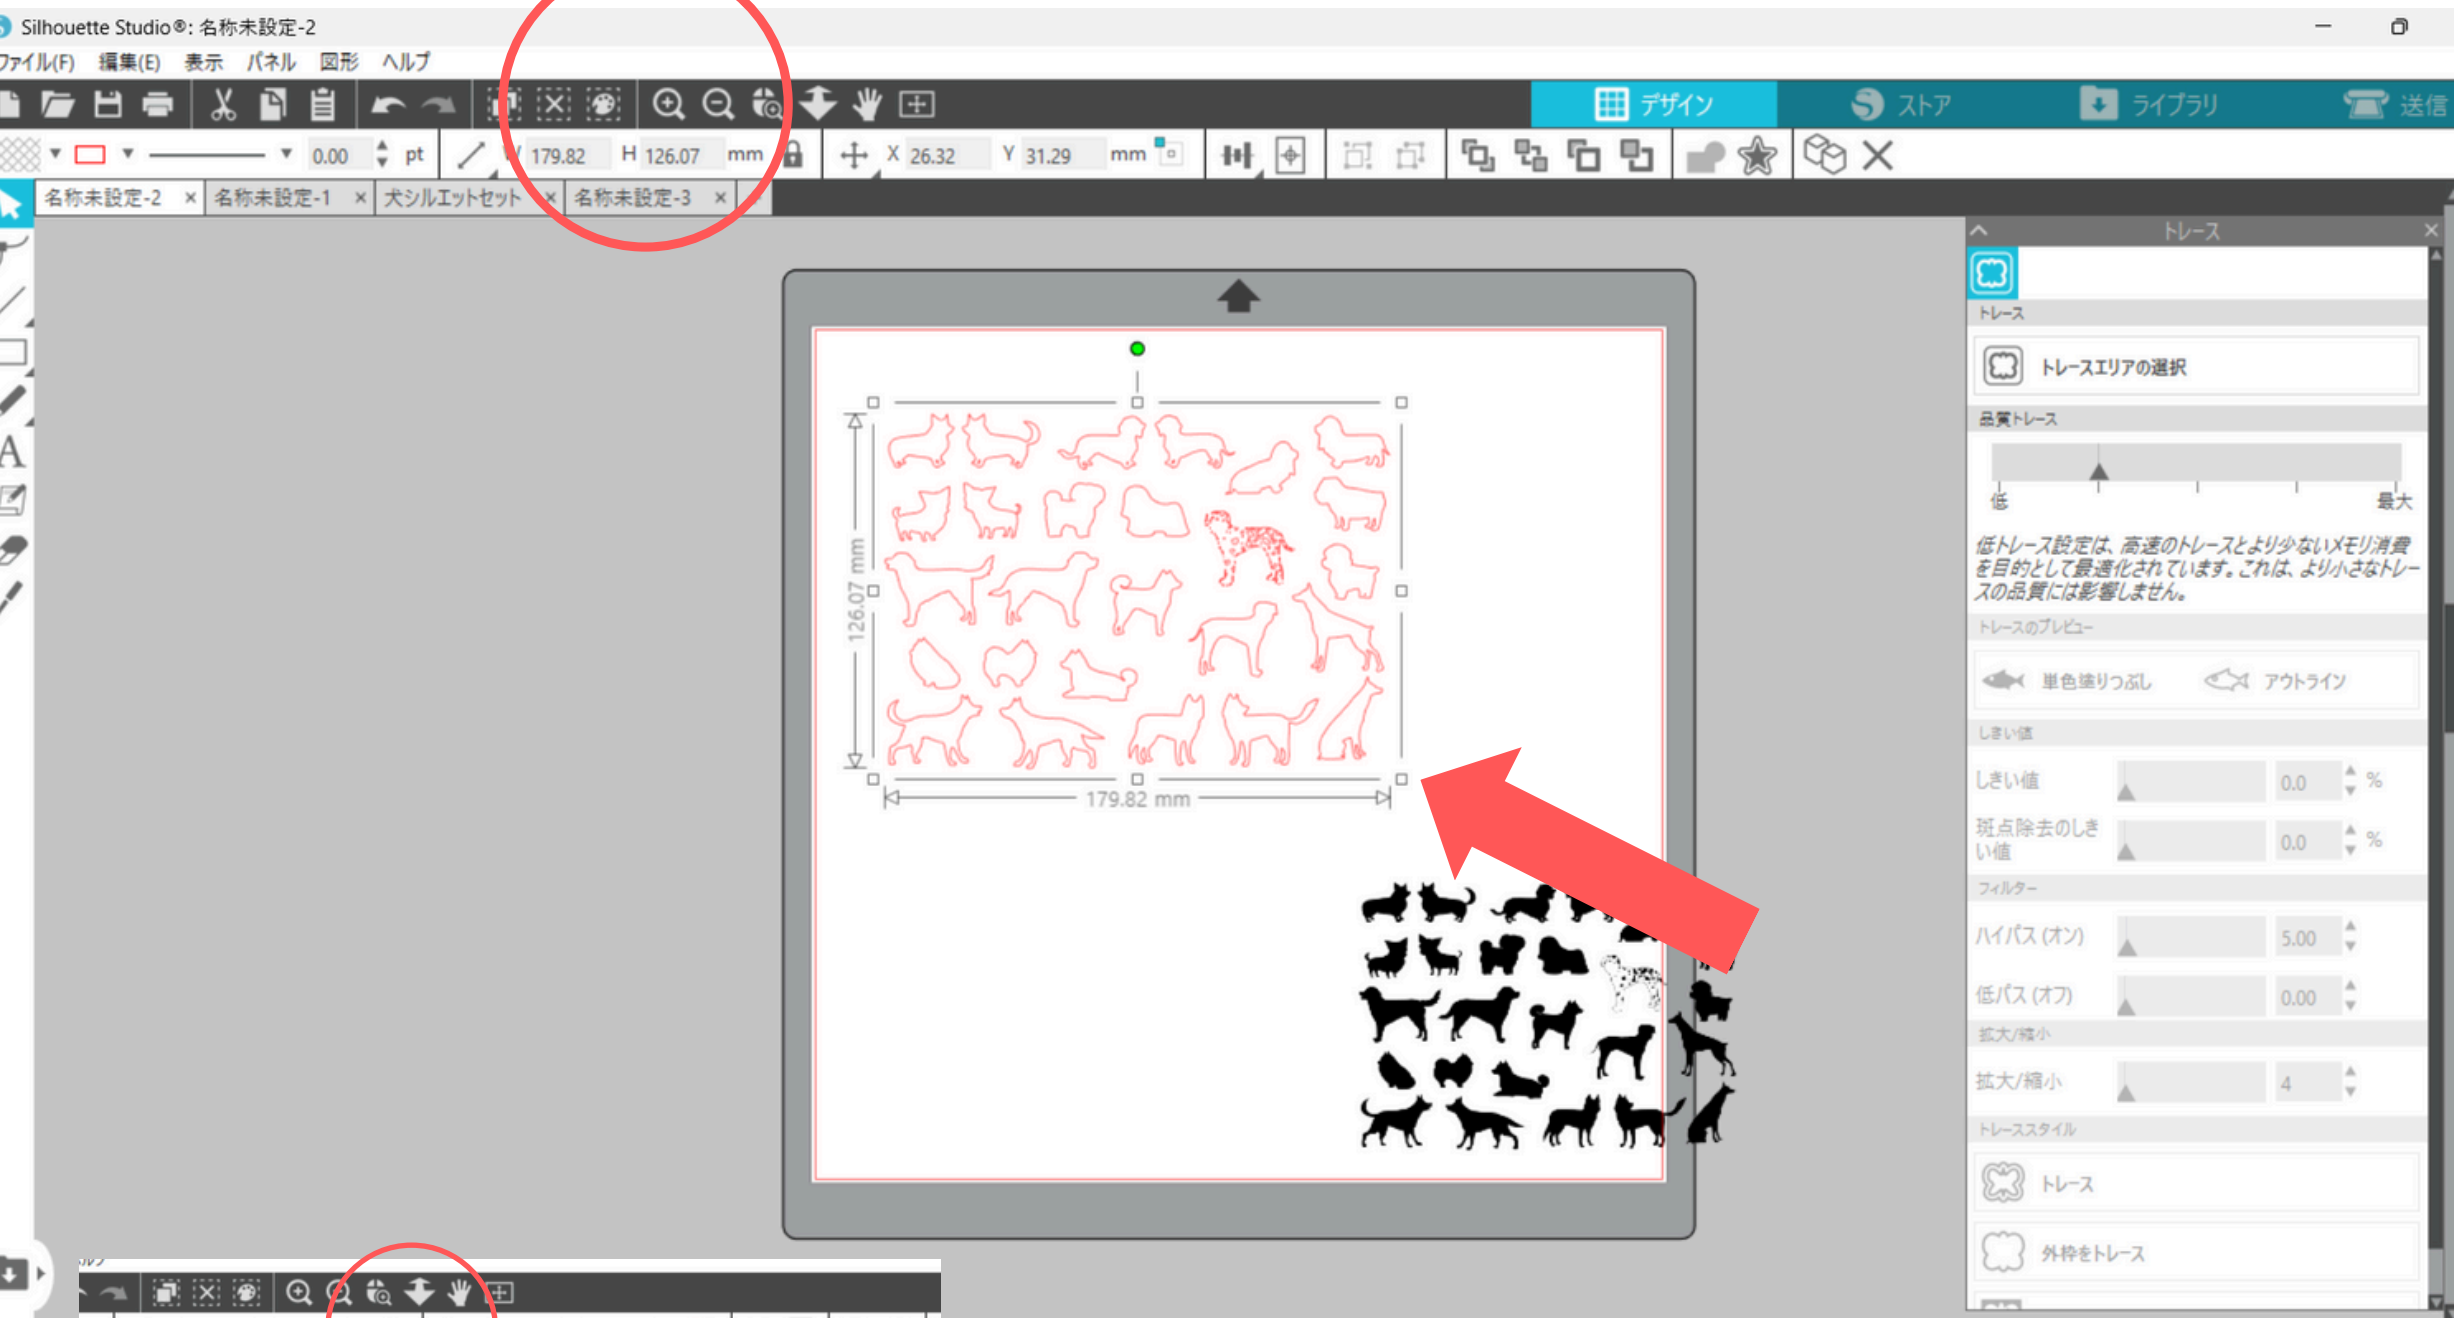 Silhouette Studio®: 名称未設定-2
ファイル(F) 編集(E) 表示 パネル 図形 ヘルプ
デザイン ストア ライブラリ 送信
0.00 pt W 179.82 H 126.07 mm X 26.32 Y 31.29 mm
名称未設定-2 名称未設定-1 犬シルエットセット 名称未設定-3
トレース
トレース
トレースエリアの選択
品質トレース
低 最大
低トレース設定は、高速のトレースとより少ないメモリ消費
を目的として最適化されています。これは、より小さなトレー
スの品質には影響しません。
トレースのプレビュー
単色塗りつぶし アウトライン
しきい値
しきい値 0.0 %
斑点除去のしき
い値 0.0 %
フィルター
ハイパス (オン) 5.00
低パス (オフ) 0.00
拡大/縮小
拡大/縮小 4
トレーススタイル
トレース
外枠をトレース
126.07 mm
179.82 mm